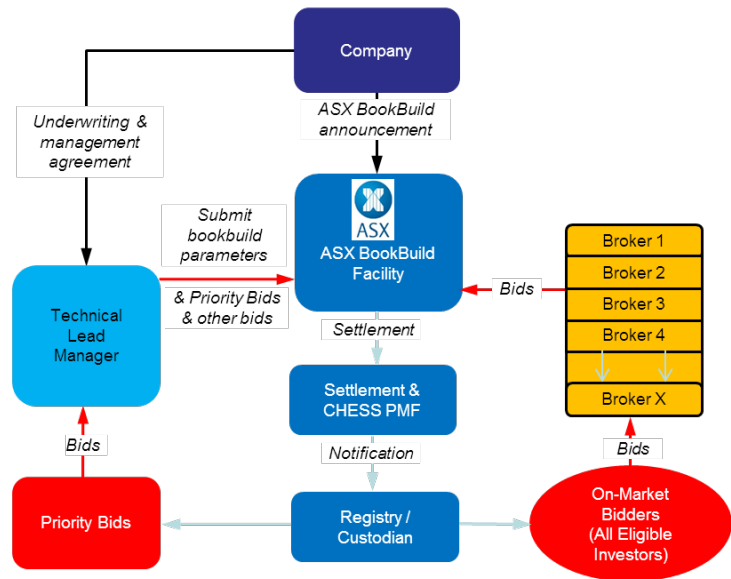 Company
Underwriting &
management
agreement
ASX BookBuild
announcement
Submit
bookbuild
parameters
& Priority Bids
& other bids
ASX
ASX BookBuild
Facility
Bids
Broker 1
Broker 2
Broker 3
Broker 4
Broker X
Technical
Lead
Manager
Settlement
Settlement &
CHESS PMF
Bids
Notification
Bids
Priority Bids
Registry /
Custodian
On-Market
Bidders
(All Eligible
Investors)